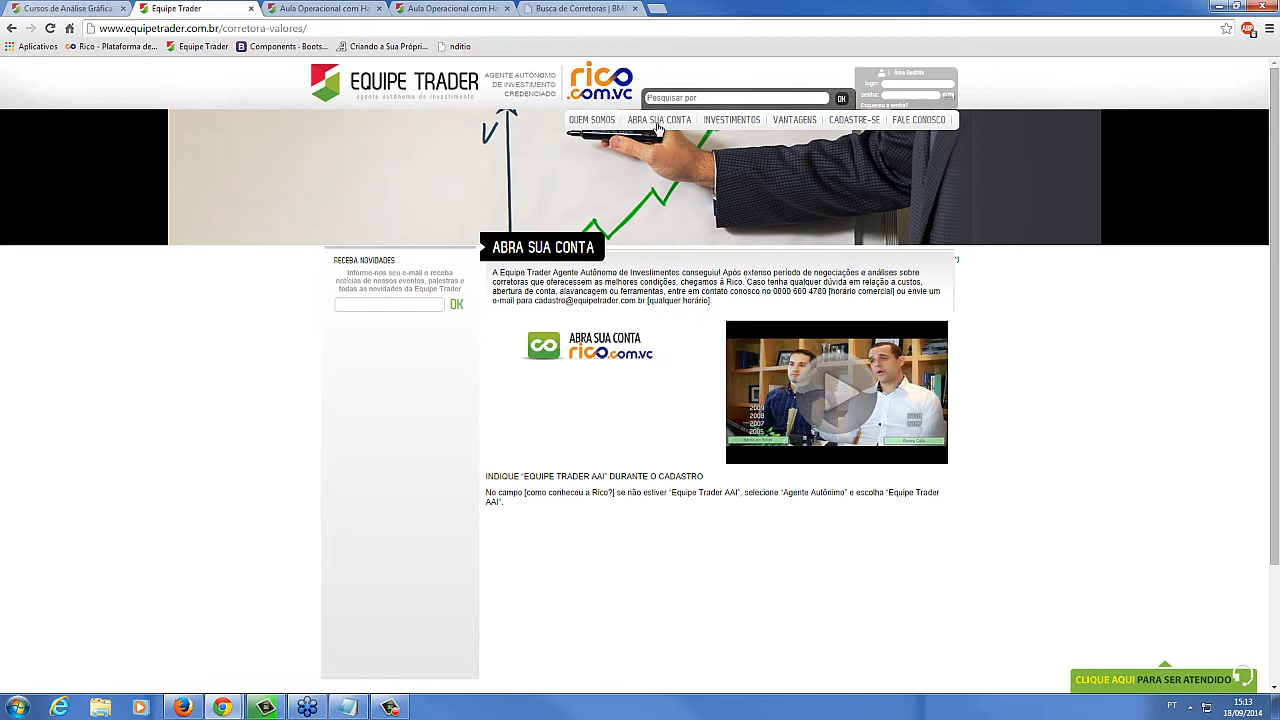 Cursos de Análise Gráfica
Equipe Trader
Aula Operacional com Ha
Aula Operacional com Ha
Busca de Corretoras | BM
www.equipetrader.com.br/corretora-valores/
Aplicativos
Rico - Plataforma de...
Equipe Trader
Components · Boots...
Criando a Sua Própri...
nditio
EQUIPE TRADER
agente autônomo de investimento
AGENTE AUTÔNOMO
DE INVESTIMENTO
CREDENCIADO
rico
.com.vc
Pesquisar por
OK
Área Restrita
login:
senha:
Esqueceu a senha?
QUEM SOMOS
ABRA SUA CONTA
INVESTIMENTOS
VANTAGENS
CADASTRE-SE
FALE CONOSCO
V
ABRA SUA CONTA
RECEBA NOVIDADES
Informe-nos seu e-mail e receba
notícias de nossos eventos, palestras e
todas as novidades da Equipe Trader
OK
A Equipe Trader Agente Autônomo de Investimentos conseguiu! Após extenso período de negociações e análises sobre
corretoras que oferecessem as melhores condições, chegamos à Rico. Caso tenha qualquer dúvida em relação a custos,
abertura de conta, alavancagem ou ferramentas, entre em contato conosco no 0800 600 4780 [horário comercial] ou envie um
e-mail para cadastro@equipetrader.com.br [qualquer horário].
ABRA SUA CONTA
rico.com.vc
2009
2008
2007
2005
INDIQUE "EQUIPE TRADER AAI" DURANTE O CADASTRO
No campo [como conheceu a Rico?] se não estiver "Equipe Trader AAI", selecione "Agente Autônimo" e escolha "Equipe Trader
AAI".
CLIQUE AQUI PARA SER ATENDIDO
PT
15:13
18/09/2014